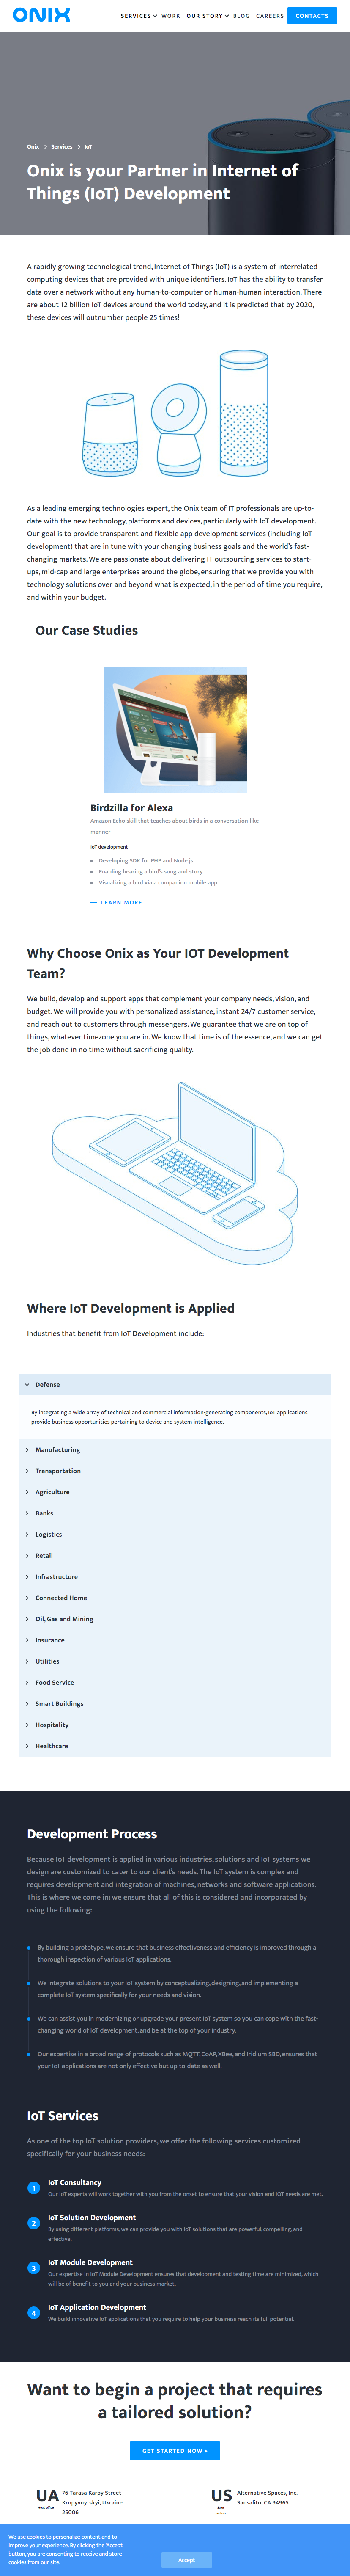 ONIX
SERVICES WORK OUR STORY BLOG CAREERS CONTACTS
Onix > Services > IoT
Onix is your Partner in Internet of
Things (IoT) Development
A rapidly growing technological trend, Internet of Things (IoT) is a system of interrelated
computing devices that are provided with unique identifiers. IoT has the ability to transfer
data over a network without any human-to-computer or human-human interaction. There
are about 12 billion IoT devices around the world today, and it is predicted that by 2020,
these devices will outnumber people 25 times!
As a leading emerging technologies expert, the Onix team of IT professionals are up-to-
date with the new technology, platforms and devices, particularly with IoT development.
Our goal is to provide transparent and flexible app development services (including IoT
development) that are in tune with your changing business goals and the world's fast-
changing markets. We are passionate about delivering IT outsourcing services to start-
ups, mid-cap and large enterprises around the globe, ensuring that we provide you with
technology solutions over and beyond what is expected, in the period of time you require,
and within your budget.
Our Case Studies
Birdzilla for Alexa
Amazon Echo skill that teaches about birds in a conversation-like
manner
IoT development
Developing SDK for PHP and Node.js
Enabling hearing a bird's song and story
Visualizing a bird via a companion mobile app
LEARN MORE
Why Choose Onix as Your IOT Development
Team?
We build, develop and support apps that complement your company needs, vision, and
budget. We will provide you with personalized assistance, instant 24/7 customer service,
and reach out to customers through messengers. We guarantee that we are on top of
things, whatever timezone you are in. We know that time is of the essence, and we can get
the job done in no time without sacrificing quality.
Where IoT Development is Applied
Industries that benefit from IoT Development include:
Defense
By integrating a wide array of technical and commercial information-generating components, IoT applications
provide business opportunities pertaining to device and system intelligence.
Manufacturing
Transportation
Agriculture
Banks
Logistics
Retail
Infrastructure
Connected Home
Oil, Gas and Mining
Insurance
Utilities
Food Service
Smart Buildings
Hospitality
Healthcare
Development Process
Because IoT development is applied in various industries, solutions and IoT systems we
design are customized to cater to our client's needs. The IoT system is complex and
requires development and integration of machines, networks and software applications.
This is where we come in: we ensure that all of this is considered and incorporated by
using the following:
By building a prototype, we ensure that business effectiveness and efficiency is improved through a
thorough inspection of various IoT applications.
We integrate solutions to your IoT system by conceptualizing, designing, and implementing a
complete IoT system specifically for your needs and vision.
We can assist you in modernizing or upgrade your present IoT system so you can cope with the fast-
changing world of IoT development, and be at the top of your industry.
Our expertise in a broad range of protocols such as MQTT, CoAP, XBee, and Iridium SBD, ensures that
your IoT applications are not only effective but up-to-date as well.
IoT Services
As one of the top IoT solution providers, we offer the following services customized
specifically for your business needs:
1 IoT Consultancy
Our IoT experts will work together with you from the onset to ensure that your vision and IOT needs are met.
2 IoT Solution Development
By using different platforms, we can provide you with IoT solutions that are powerful, compelling, and
effective.
3 IoT Module Development
Our expertise in IoT Module Development ensures that development and testing time are minimized, which
will be of benefit to you and your business market.
4 IoT Application Development
We build innovative IoT applications that you require to help your business reach its full potential.
Want to begin a project that requires
a tailored solution?
GET STARTED NOW
UA
Head office
76 Tarasa Karpy Street
Kropyvnytskyi, Ukraine
25006
US
Sales
partner
Alternative Spaces, Inc.
Sausalito, CA 94965
We use cookies to personalise content and to
improve your experience. By clicking the 'Accept'
button, you are consenting to receive and store
cookies from our site.
Accept